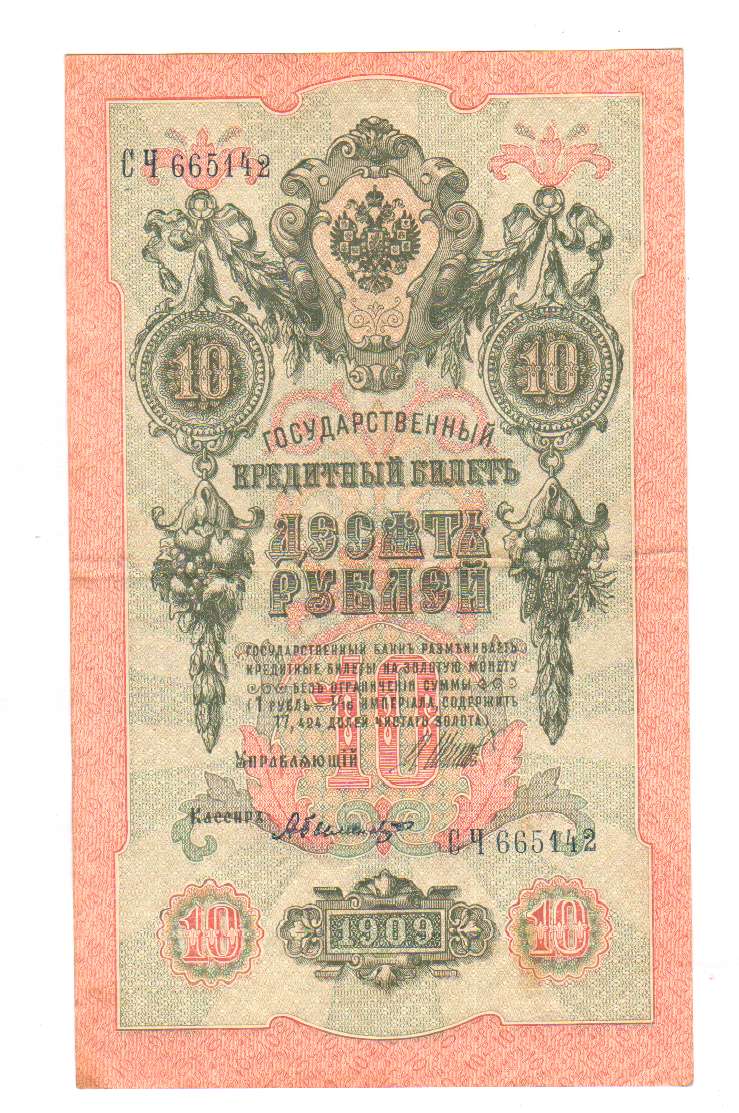 СЧ 665142
10 10
ГОСУДАРСТВЕННЫЙ
КРЕДИТНЫЙ БИЛЕТЪ
ДЕСЯТЬ
РУБЛЕЙ
ГОСУДАРСТВЕННЫЙ БАНКЪ РАЗМѢНИВАЕТЪ
КРЕДИТНЫЕ БИЛЕТЫ НА ЗОЛОТУЮ МОНЕТУ
БЕЗЪ ОГРАНИЧЕНІЯ СУММЫ
(1 РУБЛЬ = 1/15 ИМПЕРІАЛА, СОДЕРЖИТЪ
17,424 ДОЛЕЙ ЧИСТАГО ЗОЛОТА)
10
УПРАВЛЯЮЩІЙ
Кассиръ
СЧ 665142
10 1909 10